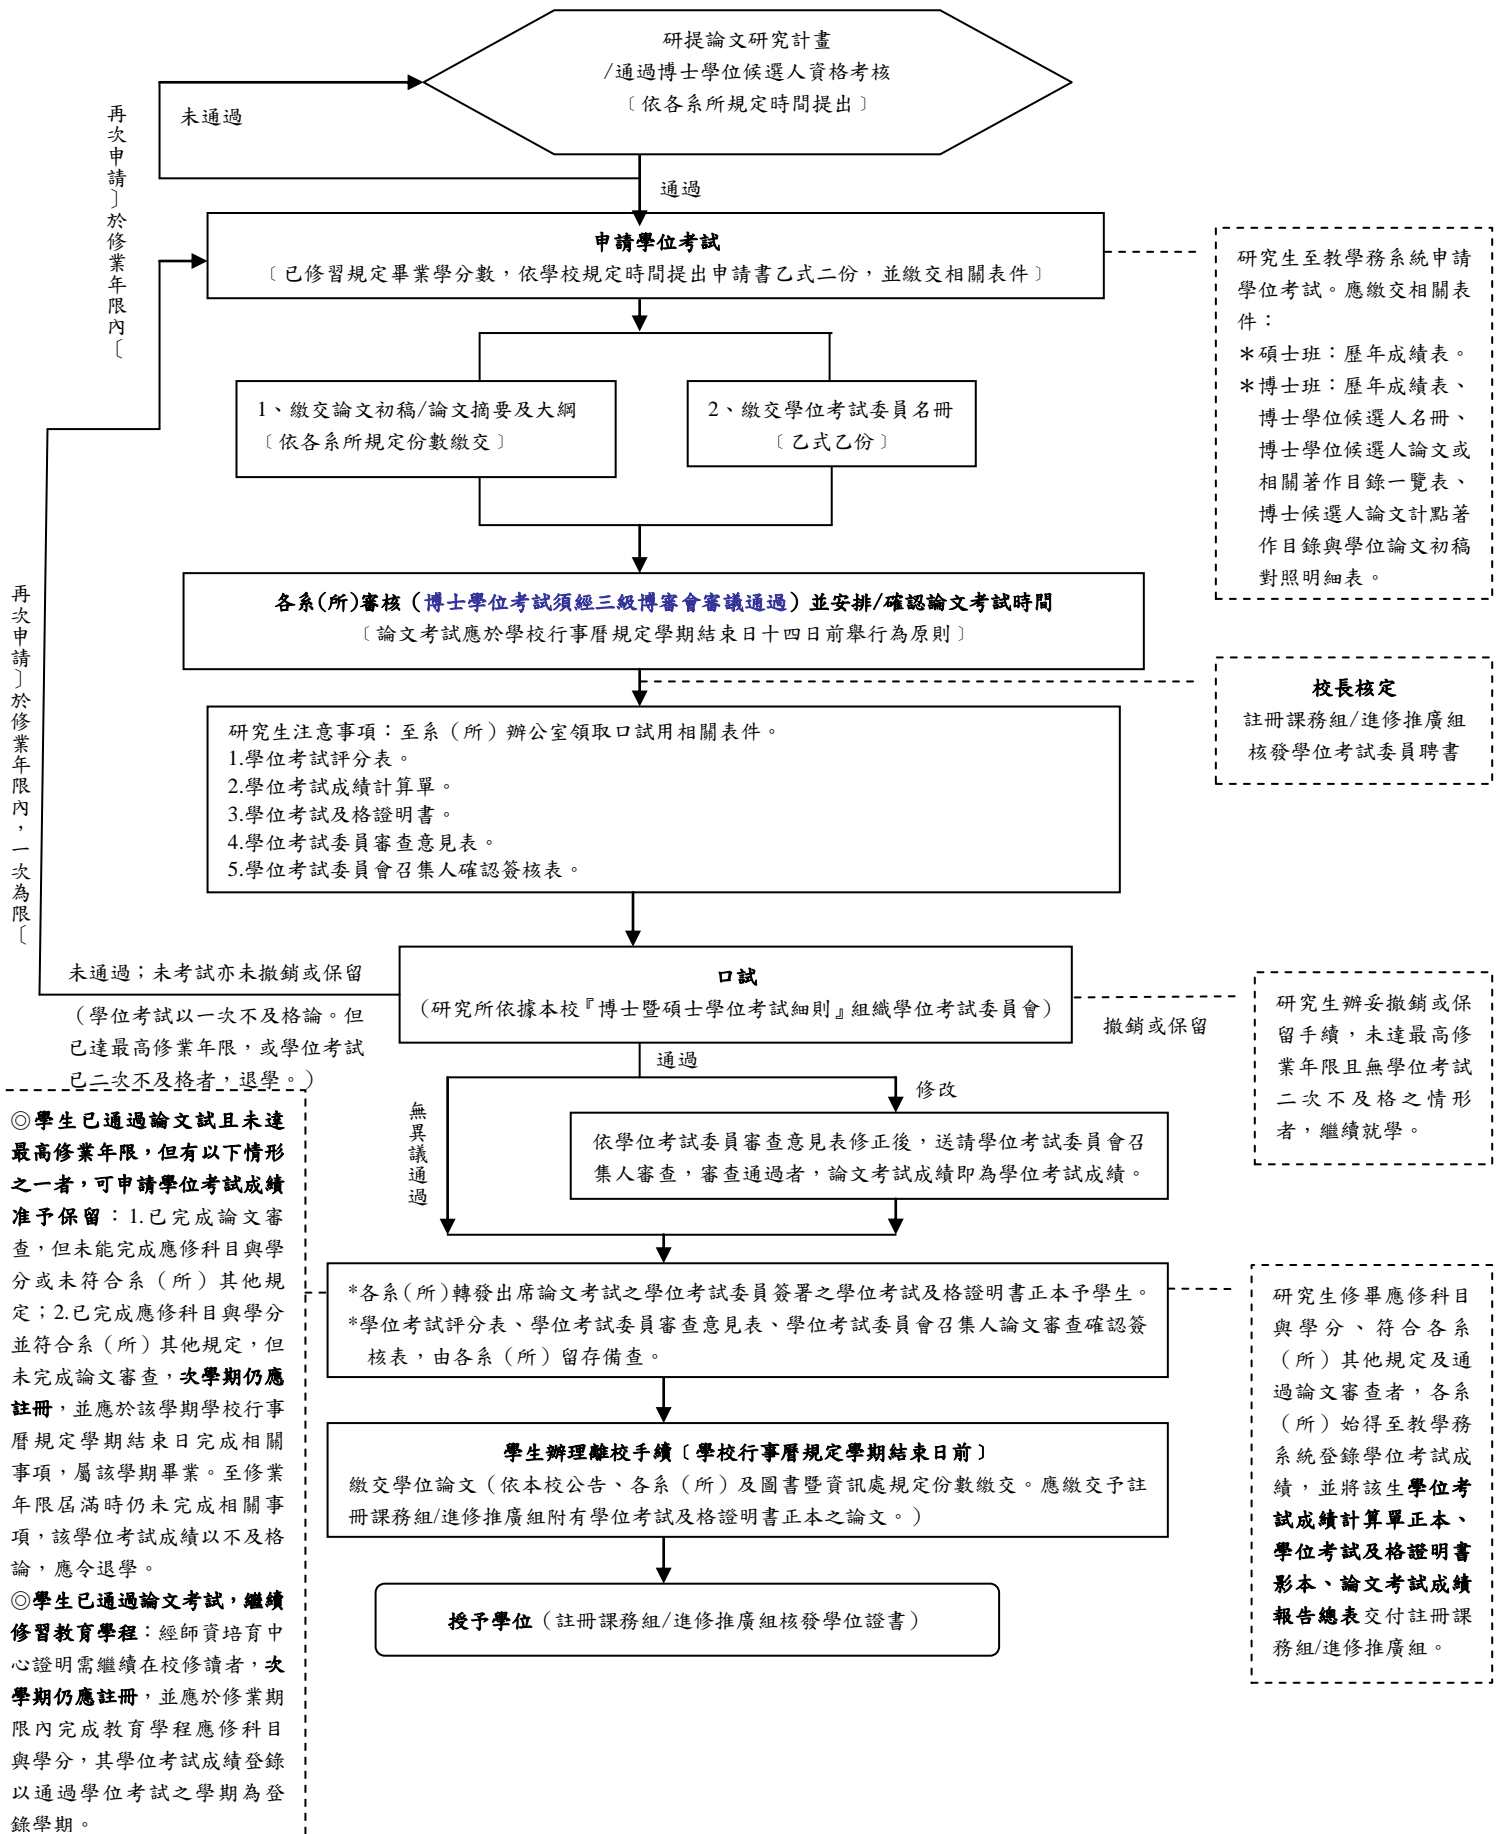 研提論文研究計畫
/通過博士學位候選人資格考核
﹝依各系所規定時間提出﹞
未通過
再次申請﹞於修業年限內﹝
通過
申請學位考試
﹝已修習規定畢業學分數，依學校規定時間提出申請書乙式二份，並繳交相關表件﹞
研究生至教學務系統申請
學位考試。應繳交相關表
件：
＊碩士班：歷年成績表。
＊博士班：歷年成績表、
博士學位候選人名冊、
博士學位候選人論文或
相關著作目錄一覽表、
博士候選人論文計點著
作目錄與學位論文初稿
對照明細表。
1、繳交論文初稿/論文摘要及大綱
﹝依各系所規定份數繳交﹞
2、繳交學位考試委員名冊
﹝乙式乙份﹞
各系(所)審核（博士學位考試須經三級博審會審議通過）並安排/確認論文考試時間
﹝論文考試應於學校行事曆規定學期結束日十四日前舉行為原則﹞
再次申請﹞於修業年限內，一次為限﹝
校長核定
註冊課務組/進修推廣組
核發學位考試委員聘書
研究生注意事項：至系（所）辦公室領取口試用相關表件。
1.學位考試評分表。
2.學位考試成績計算單。
3.學位考試及格證明書。
4.學位考試委員審查意見表。
5.學位考試委員會召集人確認簽核表。
口試
(研究所依據本校『博士暨碩士學位考試細則』組織學位考試委員會)
未通過；未考試亦未撤銷或保留
（學位考試以一次不及格論。但
已達最高修業年限，或學位考試
已二次不及格者，退學。）
撤銷或保留
研究生辦妥撤銷或保
留手續，未達最高修
業年限且無學位考試
二次不及格之情形
者，繼續就學。
通過
無異議通過
修改
依學位考試委員審查意見表修正後，送請學位考試委員會召
集人審查，審查通過者，論文考試成績即為學位考試成績。
◎學生已通過論文試且未達
最高修業年限，但有以下情形
之一者，可申請學位考試成績
准予保留：1.已完成論文審
查，但未能完成應修科目與學
分或未符合系（所）其他規
定；2.已完成應修科目與學分
並符合系（所）其他規定，但
未完成論文審查，次學期仍應
註冊，並應於該學期學校行事
曆規定學期結束日完成相關
事項，屬該學期畢業。至修業
年限屆滿時仍未完成相關事
項，該學位考試成績以不及格
論，應令退學。
◎學生已通過論文考試，繼續
修習教育學程：經師資培育中
心證明需繼續在校修讀者，次
學期仍應註冊，並應於修業期
限內完成教育學程應修科目
與學分，其學位考試成績登錄
以通過學位考試之學期為登
錄學期。
*各系（所）轉發出席論文考試之學位考試委員簽署之學位考試及格證明書正本予學生。
*學位考試評分表、學位考試委員審查意見表、學位考試委員會召集人論文審查確認簽
核表，由各系（所）留存備查。
研究生修畢應修科目
與學分、符合各系
（所）其他規定及通
過論文審查者，各系
（所）始得至教學務
系統登錄學位考試成
績，並將該生學位考
試成績計算單正本、
學位考試及格證明書
影本、論文考試成績
報告總表交付註冊課
務組/進修推廣組。
學生辦理離校手續﹝學校行事曆規定學期結束日前﹞
繳交學位論文（依本校公告、各系（所）及圖書暨資訊處規定份數繳交。應繳交予註
冊課務組/進修推廣組附有學位考試及格證明書正本之論文。）
授予學位（註冊課務組/進修推廣組核發學位證書）